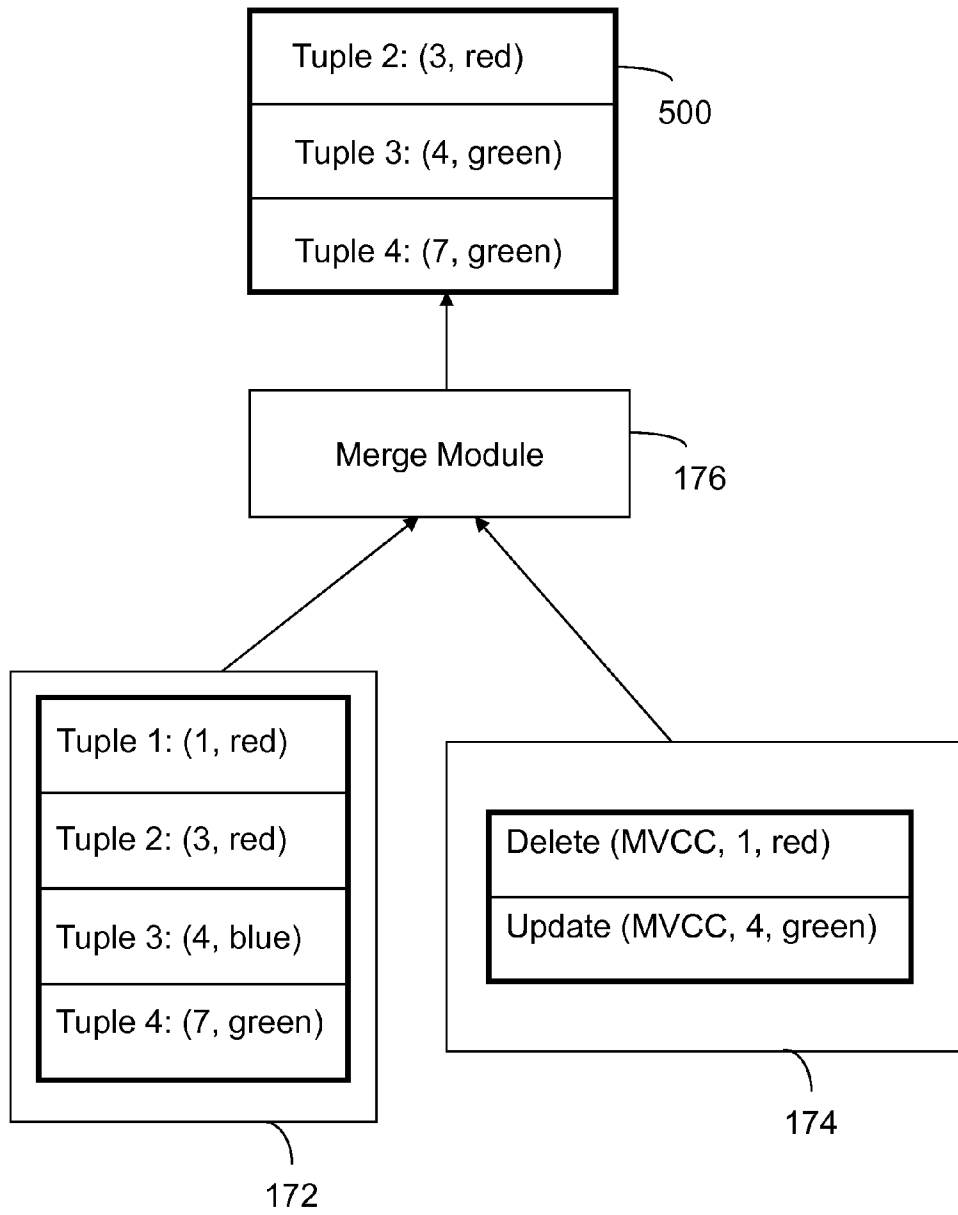 Tuple 2: (3, red)
500
Tuple 3: (4, green)
Tuple 4: (7, green)
Merge Module
176
Tuple 1: (1, red)
Tuple 2: (3, red)
Tuple 3: (4, blue)
Tuple 4: (7, green)
172
Delete (MVCC, 1, red)
Update (MVCC, 4, green)
174